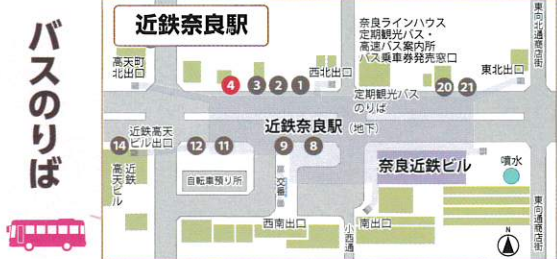 バスのりば
近鉄奈良駅
奈良ラインハウス
定期観光バス・
高速バス案内所
バス乗車券発売窓口
東向北通商店街
高天町
北出口
4
3
2
1
西北出口
20
21
東北出口
定期観光バス
のりば
近鉄奈良駅(地下)
近鉄高天
ビル出口
14
12
11
9
8
近鉄高天ビル
自転車預り所
交番
奈良近鉄ビル
噴水
西南出口
小西通
南出口
東向通商店街
N